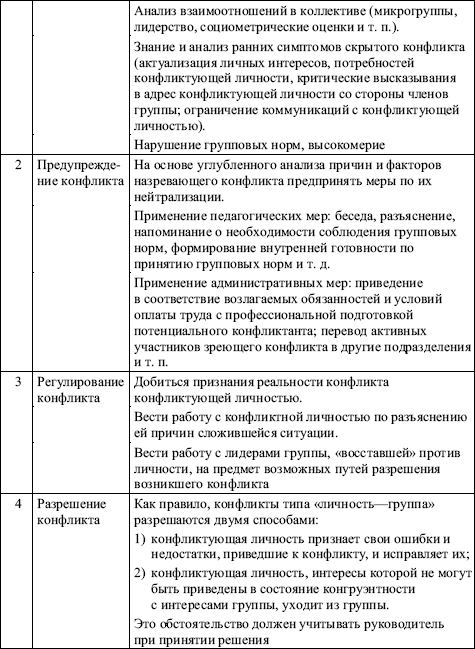 Анализ взаимоотношений в коллективе (микрогруппы,
лидерство, социометрические оценки и т. п.).
Знание и анализ ранних симптомов скрытого конфликта
(актуализация личных интересов, потребностей
конфликтующей личности, критические высказывания
в адрес конфликтующей личности со стороны членов
группы; ограничение коммуникаций с конфликтующей
личностью).
Нарушение групповых норм, высокомерие
2 Предупрежде- На основе углубленного анализа причин и факторов
ние конфликта назревающего конфликта предпринять меры по их
нейтрализации.
Применение педагогических мер: беседа, разъяснение,
напоминание о необходимости соблюдения групповых
норм, формирование внутренней готовности по
принятию групповых норм и т. д.
Применение административных мер: приведение
в соответствие возлагаемых обязанностей и условий
оплаты труда с профессиональной подготовкой
потенциального конфликтанта; перевод активных
участников зреющего конфликта в другие подразделения
и т. п.
3 Регулирование Добиться признания реальности конфликта
конфликта конфликтующей личностью.
Вести работу с конфликтной личностью по разъяснению
ей причин сложившейся ситуации.
Вести работу с лидерами группы, «восставшей» против
личности, на предмет возможных путей разрешения
возникшего конфликта
4 Разрешение Как правило, конфликты типа «личность—группа»
конфликта разрешаются двумя способами:
1) конфликтующая личность признает свои ошибки и
недостатки, приведшие к конфликту, и исправляет их;
2) конфликтующая личность, интересы которой не могут
быть приведены в состояние конгруэнтности
с интересами группы, уходит из группы.
Это обстоятельство должен учитывать руководитель
при принятии решения